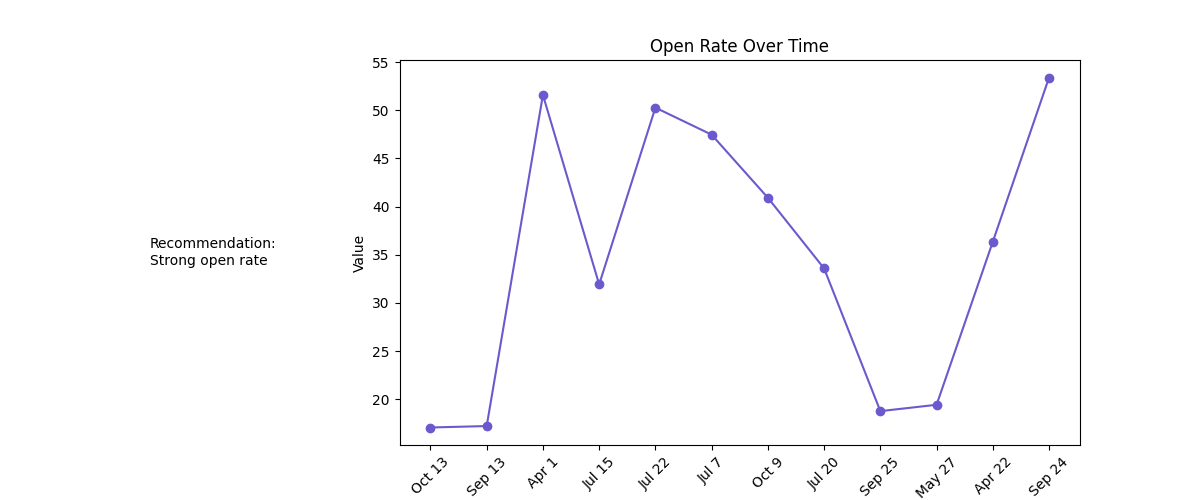 Open Rate Over Time
Recommendation:
Strong open rate
Value
55
50
45
40
35
30
25
20
Oct 13
Sep 13
Apr 1
Jul 15
Jul 22
Jul 7
Oct 9
Jul 20
Sep 25
May 27
Apr 22
Sep 24